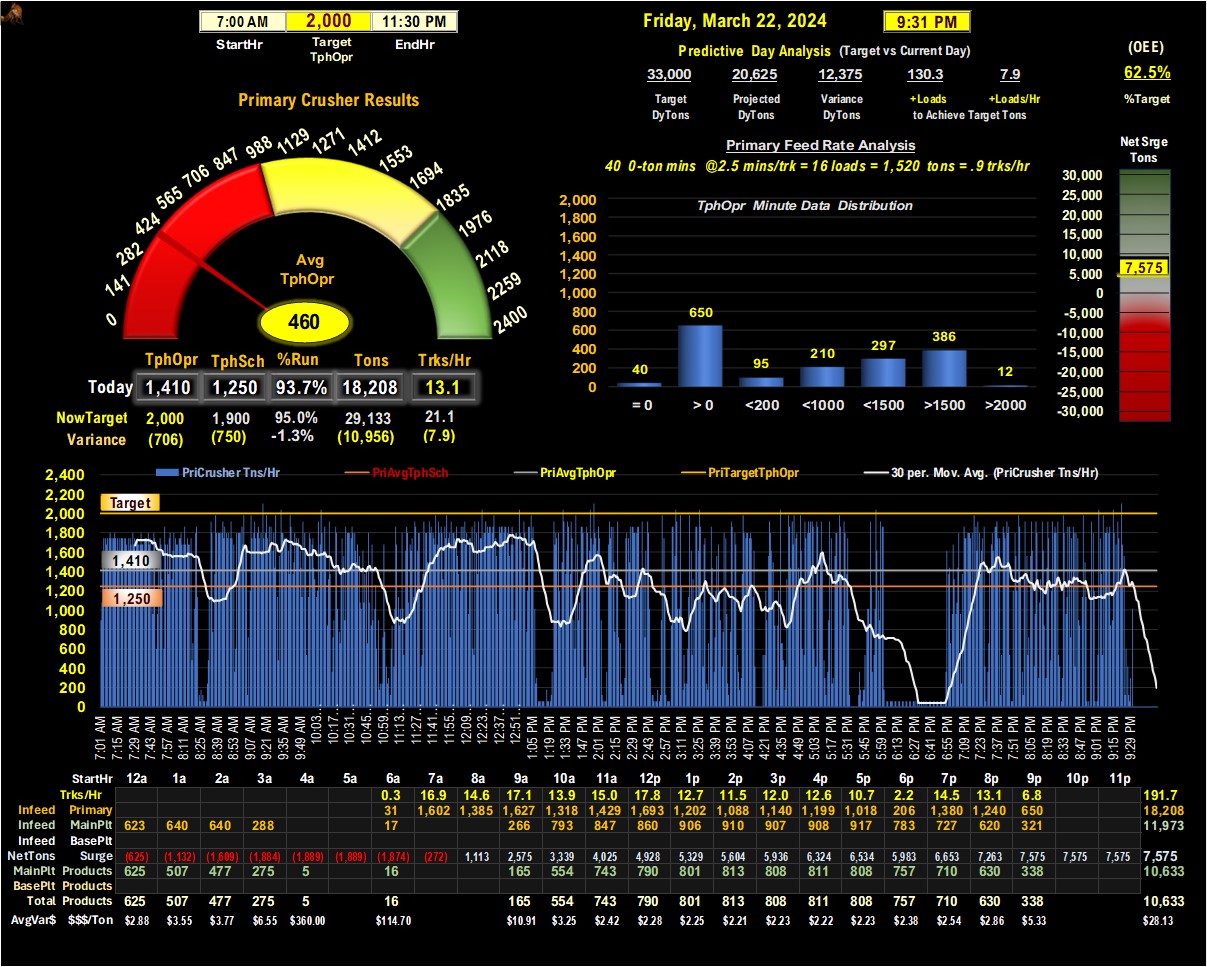 7:00 AM 2,000 11:30 PM
StartHr Target TphOpr EndHr
Friday, March 22, 2024 9:31 PM
Predictive Day Analysis (Target vs Current Day)
33,000 20,625 12,375 130.3 7.9
Target Projected Variance +Loads +Loads/Hr
DyTons DyTons DyTons to Achieve Target Tons
(OEE)
62.5%
%Target
Primary Crusher Results
0 141 282 424 565 706 847 988 1129 1271 1412 1553 1694 1835 1976 2118 2259 2400
Avg
TphOpr
460
TphOpr TphSch %Run Tons Trks/Hr
Today 1,410 1,250 93.7% 18,208 13.1
NowTarget 2,000 1,900 95.0% 29,133 21.1
Variance (706) (750) -1.3% (10,956) (7.9)
Primary Feed Rate Analysis
40 0-ton mins @2.5 mins/trk = 16 loads = 1,520 tons = .9 trks/hr
TphOpr Minute Data Distribution
2,000
1,800
1,600
1,400
1,200
1,000
800
600
400
200
0
40 650 95 210 297 386 12
= 0 > 0 <200 <1000 <1500 >1500 >2000
Net Srge
Tons
30,000
25,000
20,000
15,000
10,000
7,575
5,000
0
-5,000
-10,000
-15,000
-20,000
-25,000
-30,000
PriCrusher Tns/Hr PriAvgTphSch PriAvgTphOpr PriTargetTphOpr 30 per. Mov. Avg. (PriCrusher Tns/Hr)
2,400
2,200
2,000
1,800
1,600
1,400
1,200
1,000
800
600
400
200
0
Target
1,410
1,250
7:01 AM 7:15 AM 7:29 AM 7:43 AM 7:57 AM 8:11 AM 8:25 AM 8:39 AM 8:53 AM 9:07 AM 9:21 AM 9:35 AM 9:49 AM 10:03… 10:17… 10:31… 10:45… 10:59… 11:13… 11:27… 11:41… 11:55… 12:09… 12:23… 12:37… 12:51… 1:05 PM 1:19 PM 1:33 PM 1:47 PM 2:01 PM 2:15 PM 2:29 PM 2:43 PM 2:57 PM 3:11 PM 3:25 PM 3:39 PM 3:53 PM 4:07 PM 4:21 PM 4:35 PM 4:49 PM 5:03 PM 5:17 PM 5:31 PM 5:45 PM 5:59 PM 6:13 PM 6:27 PM 6:41 PM 6:55 PM 7:09 PM 7:23 PM 7:37 PM 7:51 PM 8:05 PM 8:19 PM 8:33 PM 8:47 PM 9:01 PM 9:15 PM 9:29 PM
StartHr 12a 1a 2a 3a 4a 5a 6a 7a 8a 9a 10a 11a 12p 1p 2p 3p 4p 5p 6p 7p 8p 9p 10p 11p
Trks/Hr 0.3 16.9 14.6 17.1 13.9 15.0 17.8 12.7 11.5 12.0 12.6 10.7 2.2 14.5 13.1 6.8 191.7
Infeed Primary 31 1,602 1,385 1,627 1,318 1,429 1,693 1,202 1,088 1,140 1,199 1,018 206 1,380 1,240 650 18,208
Infeed MainPlt 623 640 640 288 17 266 793 847 860 906 910 907 908 917 783 727 620 321 11,973
Infeed BasePlt
NetTons Surge (625) (1,132) (1,609) (1,884) (1,889) (1,889) (1,874) (272) 1,113 2,575 3,339 4,025 4,928 5,329 5,604 5,936 6,324 6,534 5,983 6,653 7,263 7,575 7,575 7,575 7,575
MainPlt Products 625 507 477 275 5 16 165 554 743 790 801 813 808 811 808 757 710 630 338 10,633
BasePlt Products
Total Products 625 507 477 275 5 16 165 554 743 790 801 813 808 811 808 757 710 630 338 10,633
AvgVar$ $$$/Ton $2.88 $3.55 $3.77 $6.55 $360.00 $114.70 $10.91 $3.25 $2.42 $2.28 $2.25 $2.21 $2.23 $2.22 $2.23 $2.38 $2.54 $2.86 $5.33 $28.13